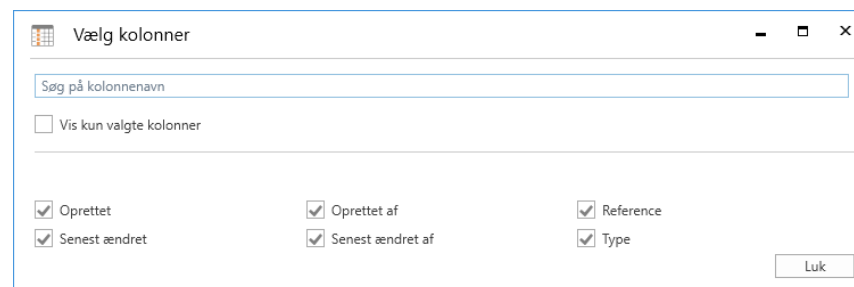 Vælg kolonner
Søg på kolonnenavn
Vis kun valgte kolonner
Oprettet Oprettet af Reference
Senest ændret Senest ændret af Type
Luk